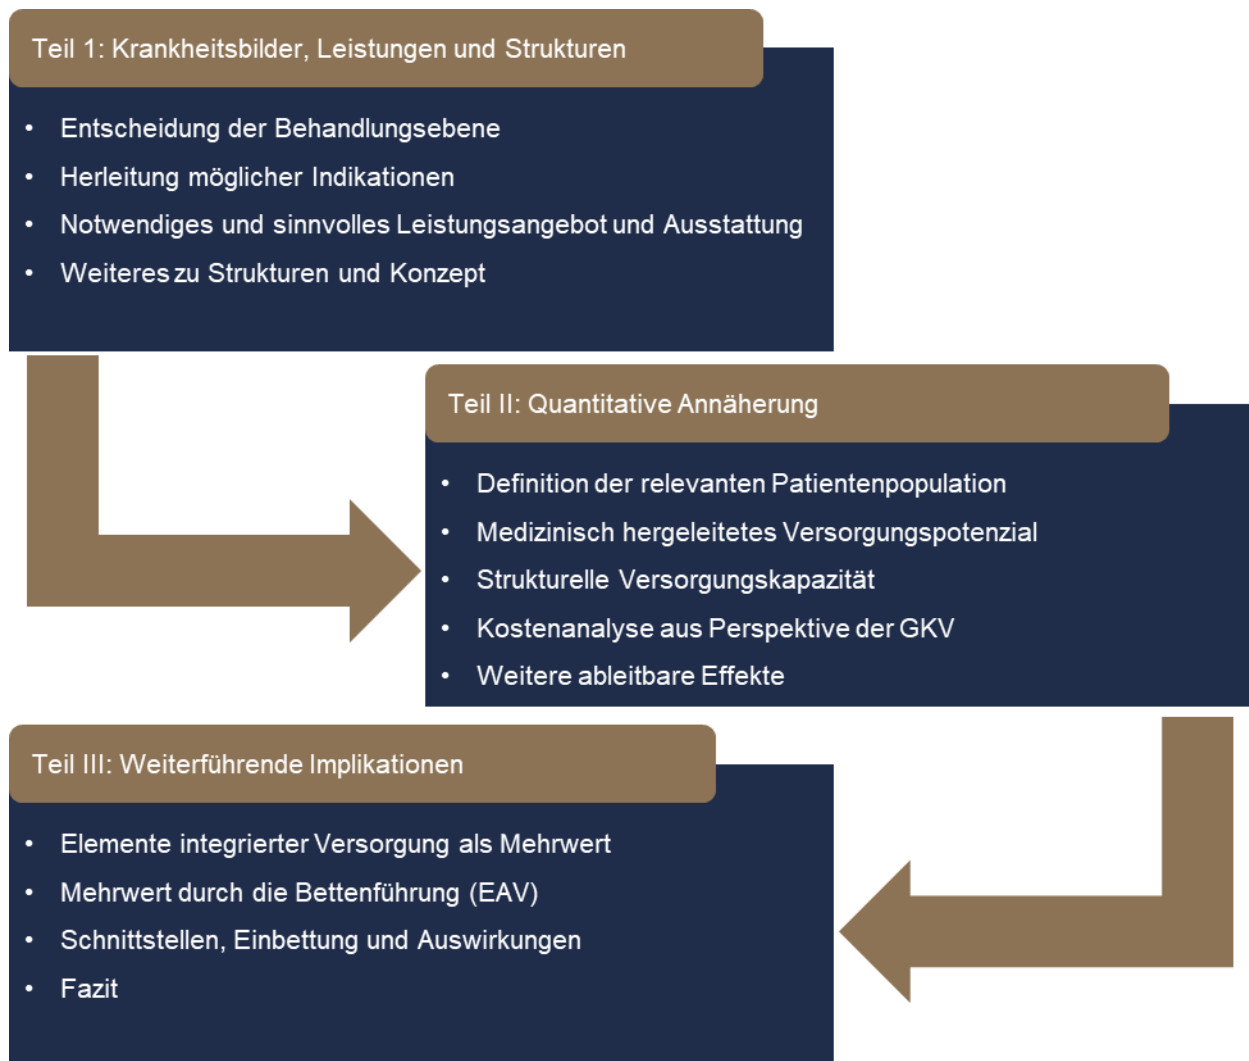 Teil 1: Krankheitsbilder, Leistungen und Strukturen
• Entscheidung der Behandlungsebene
• Herleitung möglicher Indikationen
• Notwendiges und sinnvolles Leistungsangebot und Ausstattung
• Weiteres zu Strukturen und Konzept
Teil II: Quantitative Annäherung
• Definition der relevanten Patientenpopulation
• Medizinisch hergeleitetes Versorgungspotenzial
• Strukturelle Versorgungskapazität
• Kostenanalyse aus Perspektive der GKV
• Weitere ableitbare Effekte
Teil III: Weiterführende Implikationen
• Elemente integrierter Versorgung als Mehrwert
• Mehrwert durch die Bettenführung (EAV)
• Schnittstellen, Einbettung und Auswirkungen
• Fazit